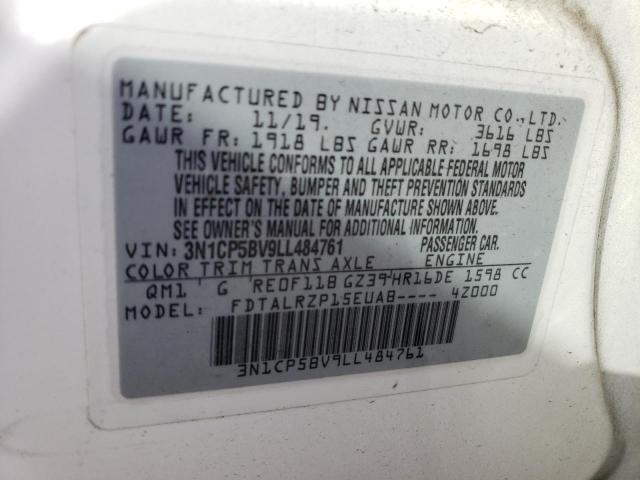 MANUFACTURED BY NISSAN MOTOR CO., LTD.
DATE: 11/19. GVWR: 3616 LBS
GAWR FR: 1918 LBS GAWR RR: 1698 LBS
THIS VEHICLE CONFORMS TO ALL APPLICABLE FEDERAL MOTOR
VEHICLE SAFETY, BUMPER AND THEFT PREVENTION STANDARDS
IN EFFECT ON THE DATE OF MANUFACTURE SHOWN ABOVE.
SEE OWNER'S MANUAL FOR ADDITIONAL INFORMATION.
VIN: 3N1CP5BV9LL484761 PASSENGER CAR.
COLOR TRIM TRANS AXLE ENGINE
QM1 G RE0F11B GZ39 HR16DE 1598 CC
MODEL: FDTALRZP15EUAB---- 4Z000
3N1CP5BV9LL484761